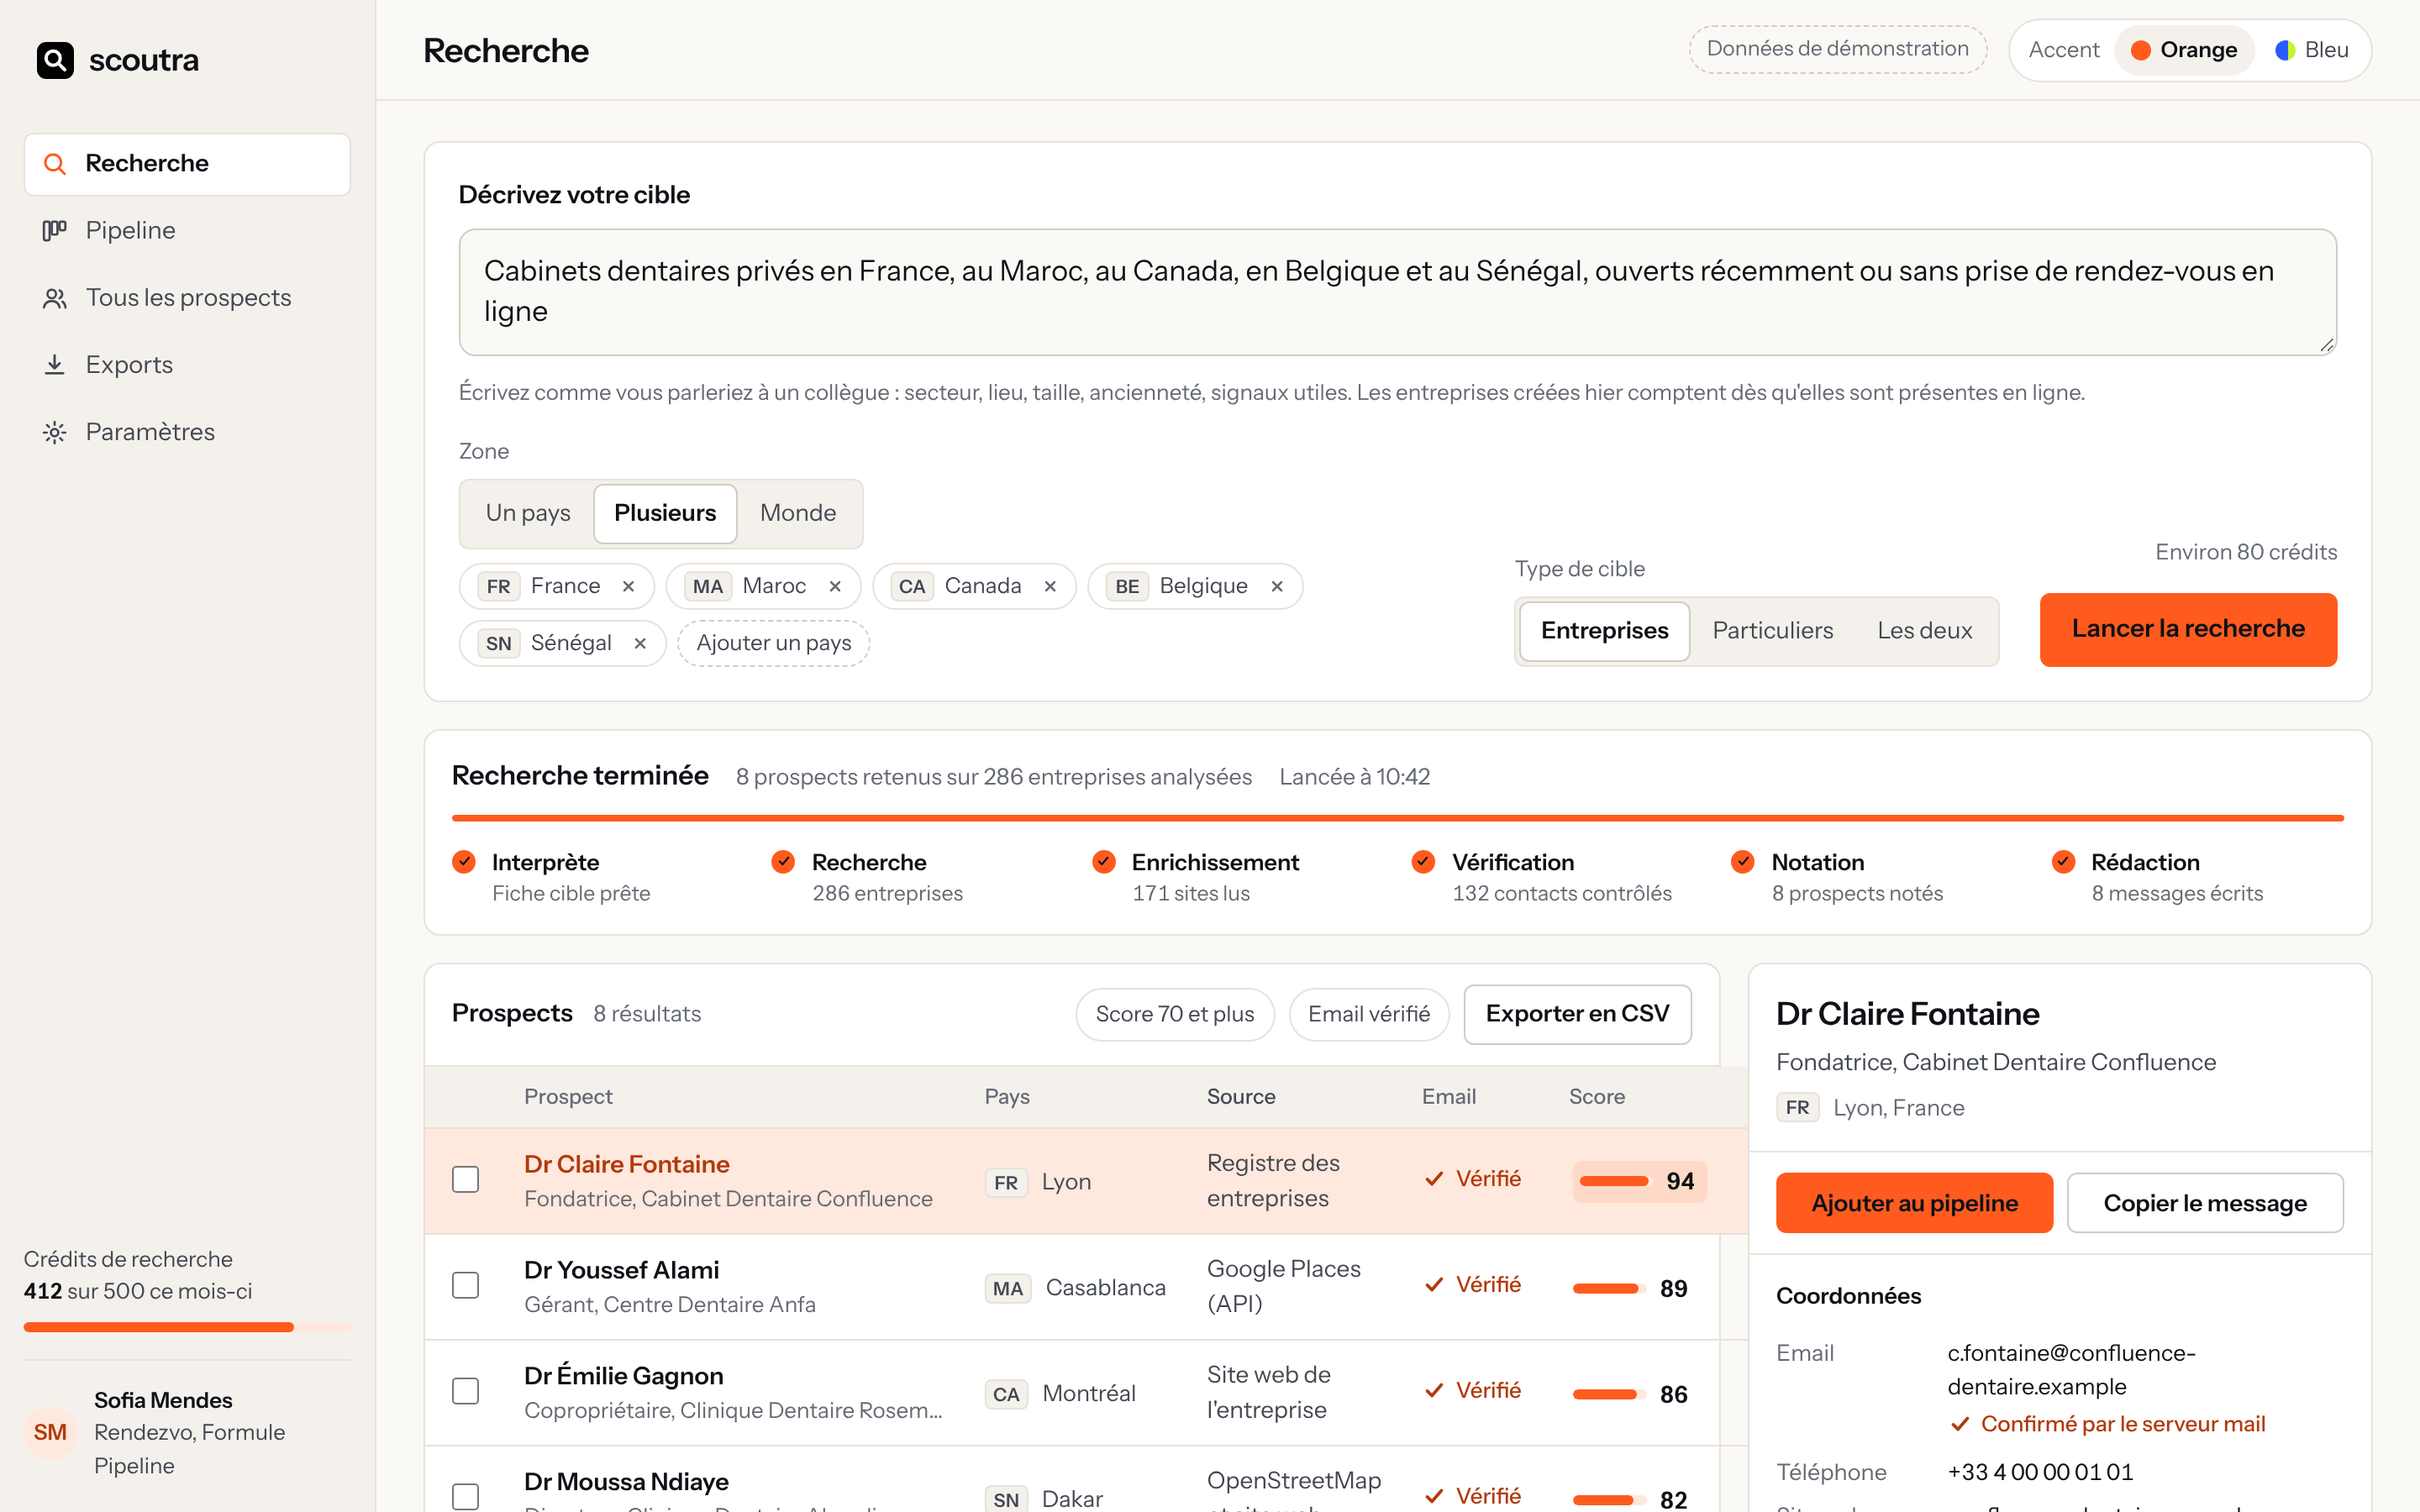 scoutra
Recherche
Pipeline
Tous les prospects
Exports
Paramètres
Crédits de recherche
412 sur 500 ce mois-ci
SM
Sofia Mendes
Rendezvo, Formule
Pipeline
Recherche
Données de démonstration
Accent
Orange
Bleu
Décrivez votre cible
Cabinets dentaires privés en France, au Maroc, au Canada, en Belgique et au Sénégal, ouverts récemment ou sans prise de rendez-vous en
ligne
Écrivez comme vous parleriez à un collègue : secteur, lieu, taille, ancienneté, signaux utiles. Les entreprises créées hier comptent dès qu'elles sont présentes en ligne.
Zone
Un pays
Plusieurs
Monde
FR France ×
MA Maroc ×
CA Canada ×
BE Belgique ×
SN Sénégal ×
Ajouter un pays
Type de cible
Entreprises
Particuliers
Les deux
Environ 80 crédits
Lancer la recherche
Recherche terminée 8 prospects retenus sur 286 entreprises analysées Lancée à 10:42
Interprète
Fiche cible prête
Recherche
286 entreprises
Enrichissement
171 sites lus
Vérification
132 contacts contrôlés
Notation
8 prospects notés
Rédaction
8 messages écrits
Prospects 8 résultats
Score 70 et plus
Email vérifié
Exporter en CSV
Prospect Pays Source Email Score
Dr Claire Fontaine
Fondatrice, Cabinet Dentaire Confluence
FR Lyon
Registre des
entreprises
Vérifié
94
Dr Youssef Alami
Gérant, Centre Dentaire Anfa
MA Casablanca
Google Places
(API)
Vérifié
89
Dr Émilie Gagnon
Copropriétaire, Clinique Dentaire Rosem...
CA Montréal
Site web de
l'entreprise
Vérifié
86
Dr Moussa Ndiaye
SN Dakar
OpenStreetMap
Vérifié
82
Dr Claire Fontaine
Fondatrice, Cabinet Dentaire Confluence
FR Lyon, France
Ajouter au pipeline
Copier le message
Coordonnées
Email
c.fontaine@confluence-
dentaire.example
Confirmé par le serveur mail
Téléphone
+33 4 00 00 01 01